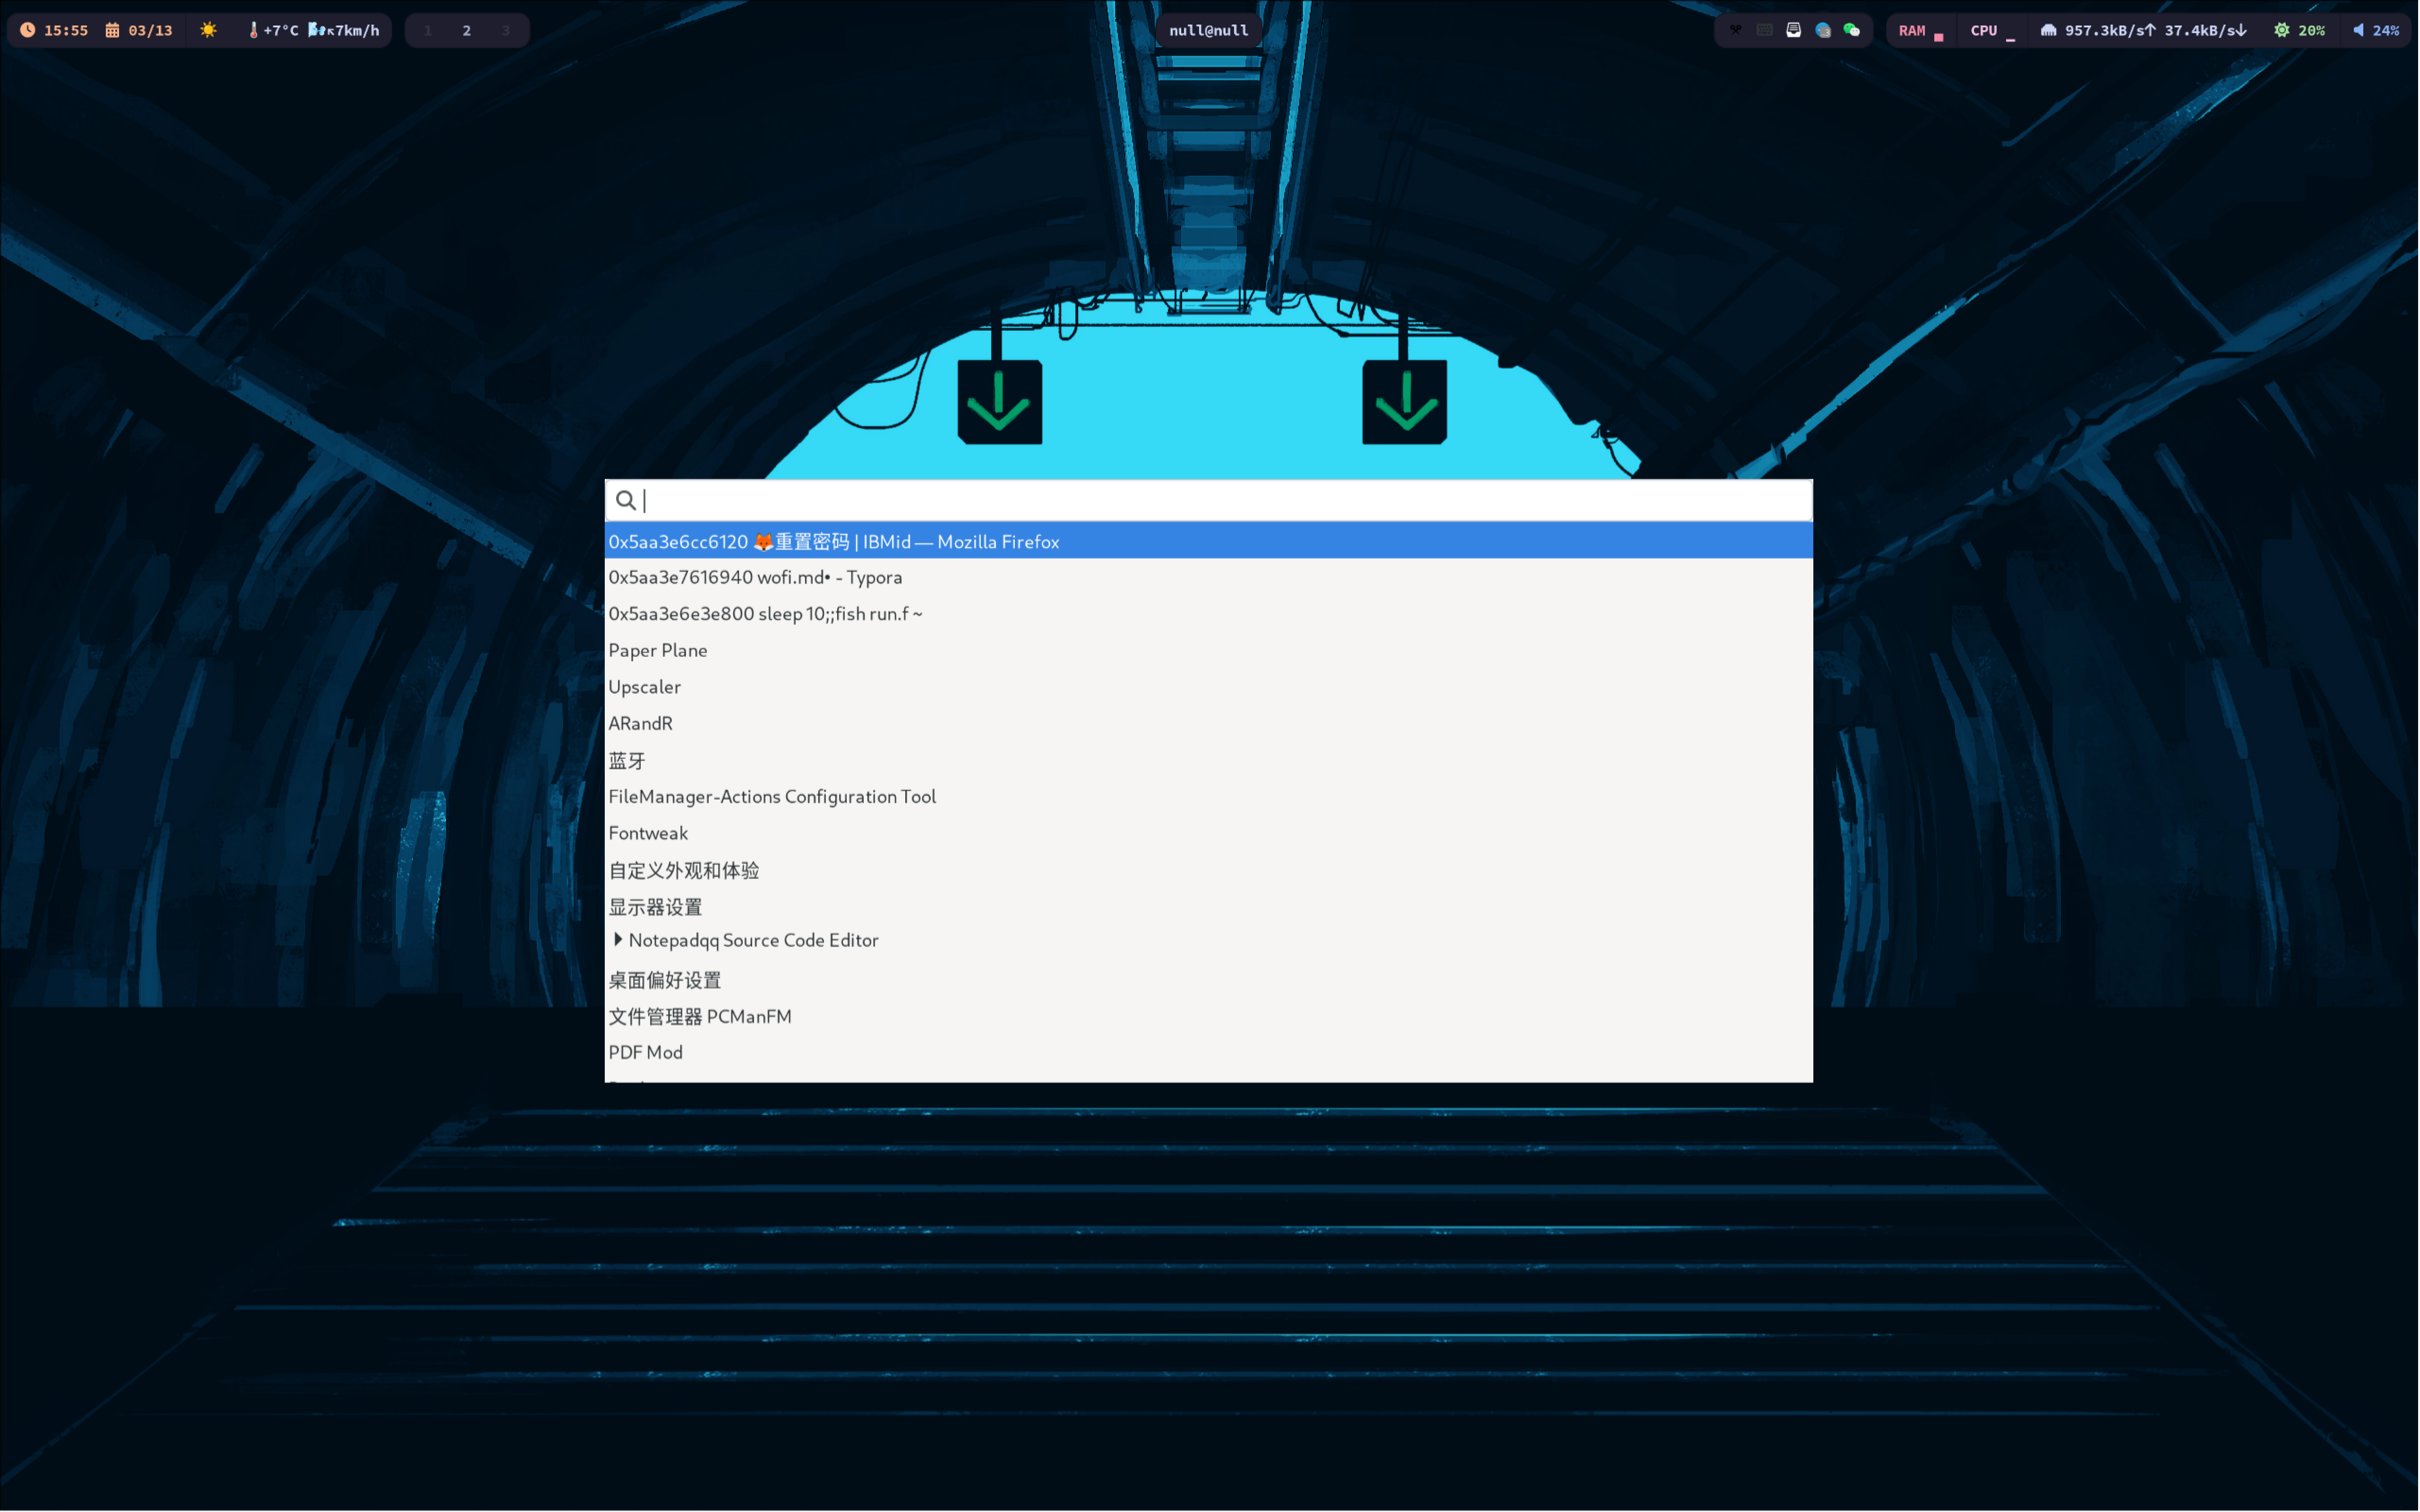 15:55 03/13 +7°C ↖7km/h 1 2 3 null@null RAM CPU 957.3kB/s↑ 37.4kB/s↓ 20% 24%
0x5aa3e6cc6120 🦊重置密码 | IBMid — Mozilla Firefox
0x5aa3e7616940 wofi.md• - Typora
0x5aa3e6e3e800 sleep 10;;fish run.f ~
Paper Plane
Upscaler
ARandR
蓝牙
FileManager-Actions Configuration Tool
Fontweak
自定义外观和体验
显示器设置
Notepadqq Source Code Editor
桌面偏好设置
文件管理器 PCManFM
PDF Mod